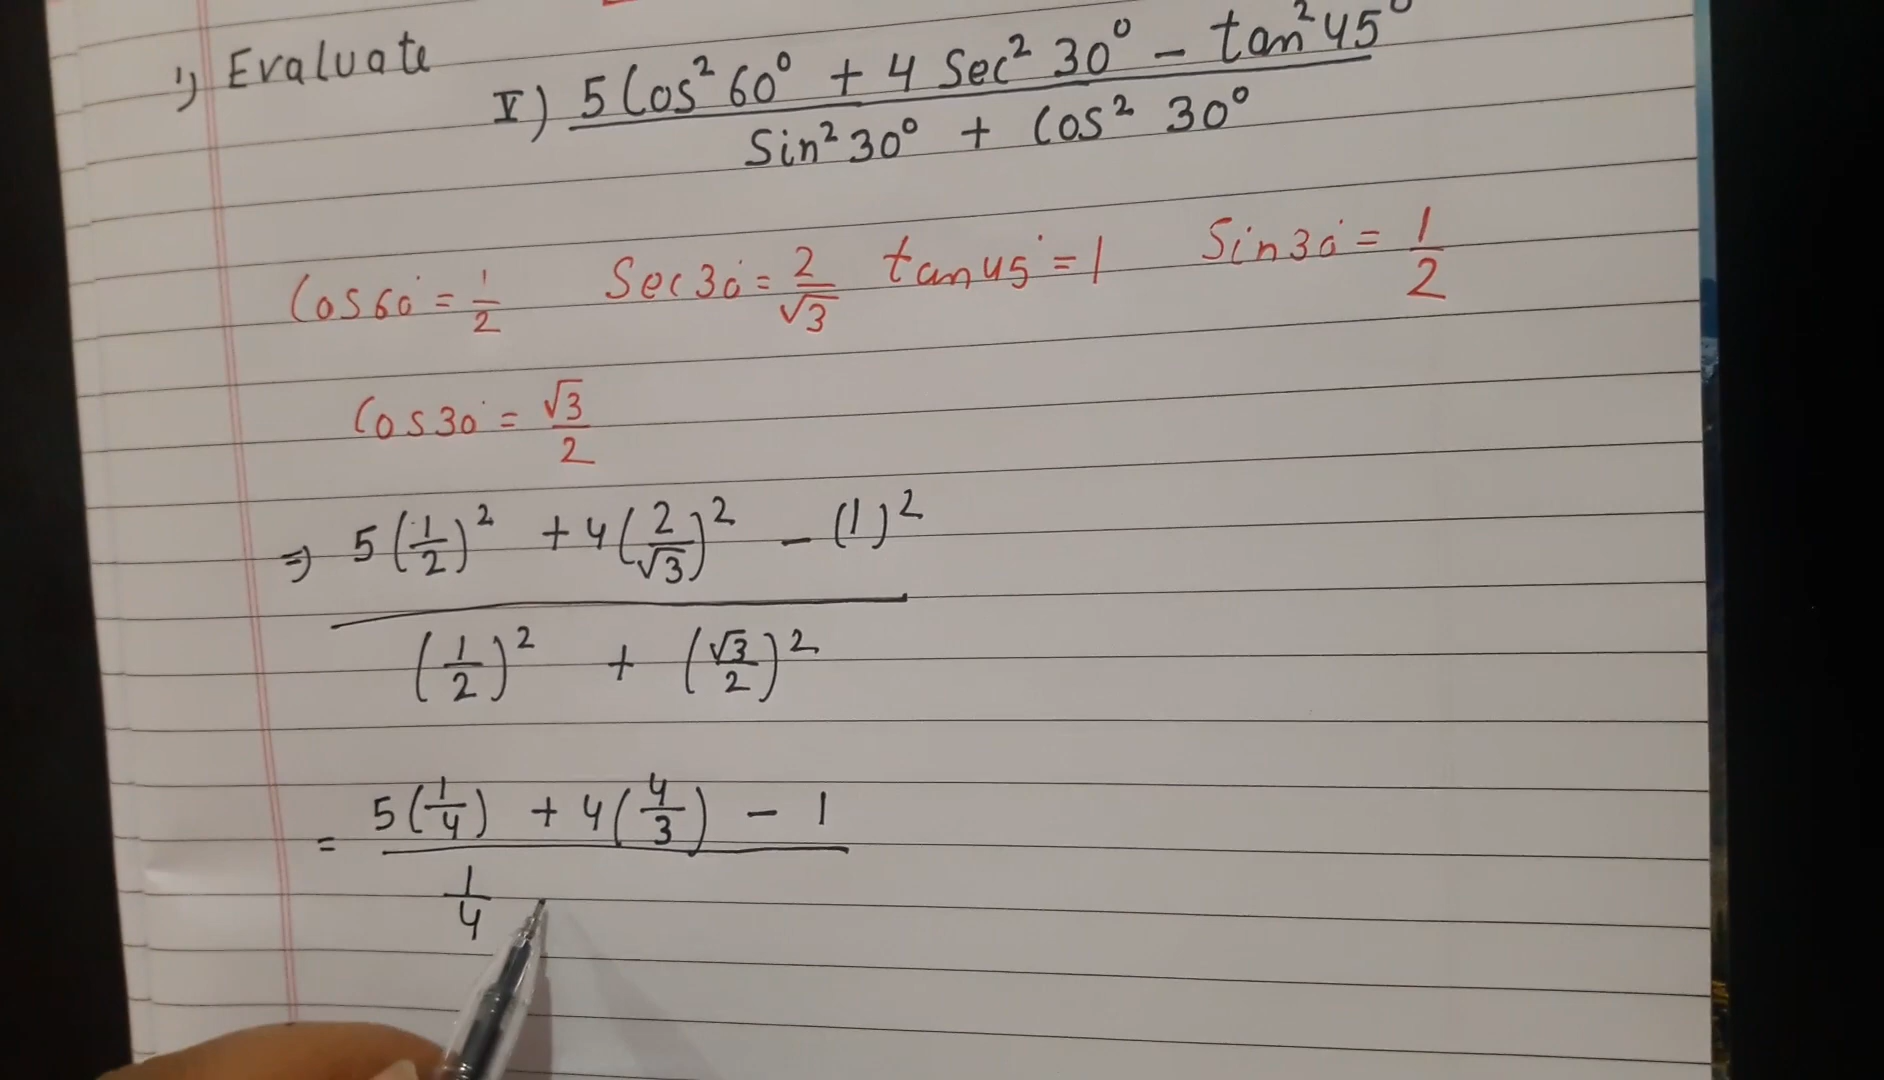 1) Evaluate
V) 5 Cos² 60° + 4 Sec² 30° - tan² 45°
Sin² 30° + Cos² 30°
Cos 60° = 1/2 Sec 30° = 2/√3 tan 45° = 1 Sin 30° = 1/2
Cos 30° = √3/2
⇒ 5(1/2)² + 4(2/√3)² - (1)²
(1/2)² + (√3/2)²
= 5(1/4) + 4(4/3) - 1
1/4